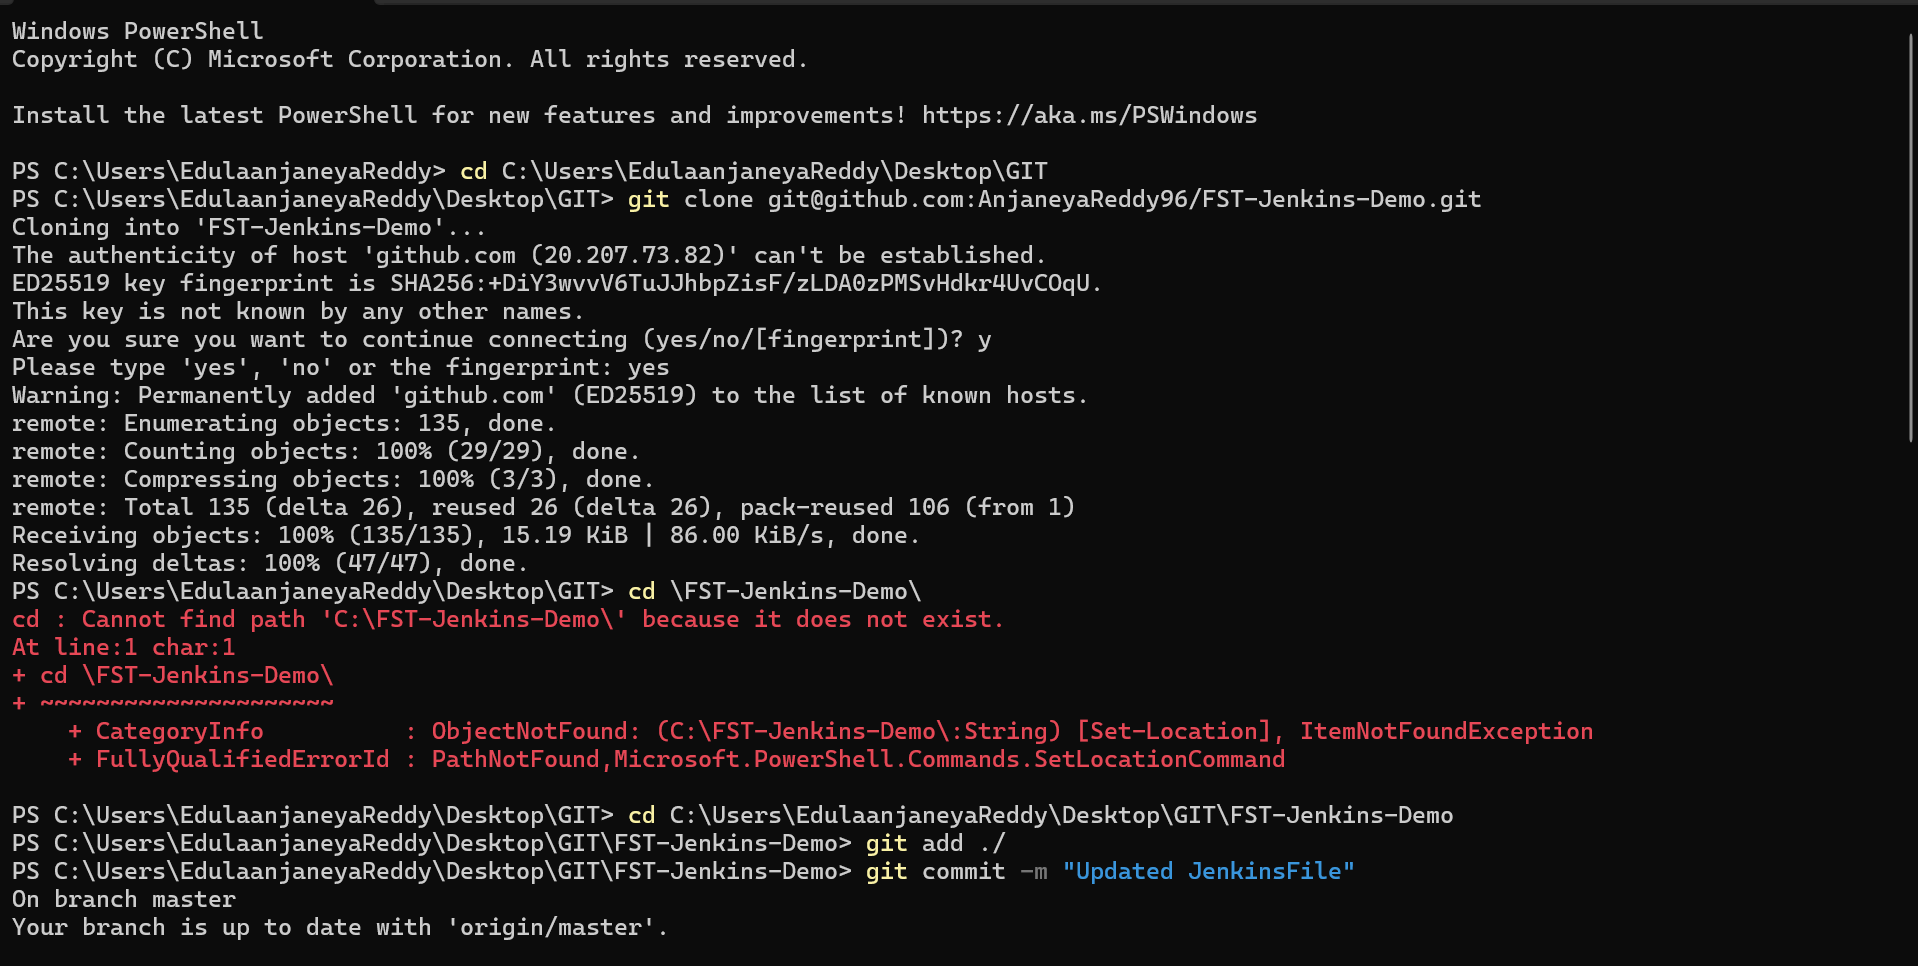 Windows PowerShell
Copyright (C) Microsoft Corporation. All rights reserved.
Install the latest PowerShell for new features and improvements! https://aka.ms/PSWindows
PS C:\Users\EdulaanjaneyaReddy> cd C:\Users\EdulaanjaneyaReddy\Desktop\GIT
PS C:\Users\EdulaanjaneyaReddy\Desktop\GIT> git clone git@github.com:AnjaneyaReddy96/FST-Jenkins-Demo.git
Cloning into 'FST-Jenkins-Demo'...
The authenticity of host 'github.com (20.207.73.82)' can't be established.
ED25519 key fingerprint is SHA256:+DiY3wvvV6TuJJhbpZisF/zLDA0zPMSvHdkr4UvCOqU.
This key is not known by any other names.
Are you sure you want to continue connecting (yes/no/[fingerprint])? y
Please type 'yes', 'no' or the fingerprint: yes
Warning: Permanently added 'github.com' (ED25519) to the list of known hosts.
remote: Enumerating objects: 135, done.
remote: Counting objects: 100% (29/29), done.
remote: Compressing objects: 100% (3/3), done.
remote: Total 135 (delta 26), reused 26 (delta 26), pack-reused 106 (from 1)
Receiving objects: 100% (135/135), 15.19 KiB | 86.00 KiB/s, done.
Resolving deltas: 100% (47/47), done.
PS C:\Users\EdulaanjaneyaReddy\Desktop\GIT> cd \FST-Jenkins-Demo\
cd : Cannot find path 'C:\FST-Jenkins-Demo\' because it does not exist.
At line:1 char:1
+ cd \FST-Jenkins-Demo\
+ ~~~~~~~~~~~~~~~~~~~~~
    + CategoryInfo          : ObjectNotFound: (C:\FST-Jenkins-Demo\:String) [Set-Location], ItemNotFoundException
    + FullyQualifiedErrorId : PathNotFound,Microsoft.PowerShell.Commands.SetLocationCommand
PS C:\Users\EdulaanjaneyaReddy\Desktop\GIT> cd C:\Users\EdulaanjaneyaReddy\Desktop\GIT\FST-Jenkins-Demo
PS C:\Users\EdulaanjaneyaReddy\Desktop\GIT\FST-Jenkins-Demo> git add ./
PS C:\Users\EdulaanjaneyaReddy\Desktop\GIT\FST-Jenkins-Demo> git commit -m "Updated JenkinsFile"
On branch master
Your branch is up to date with 'origin/master'.